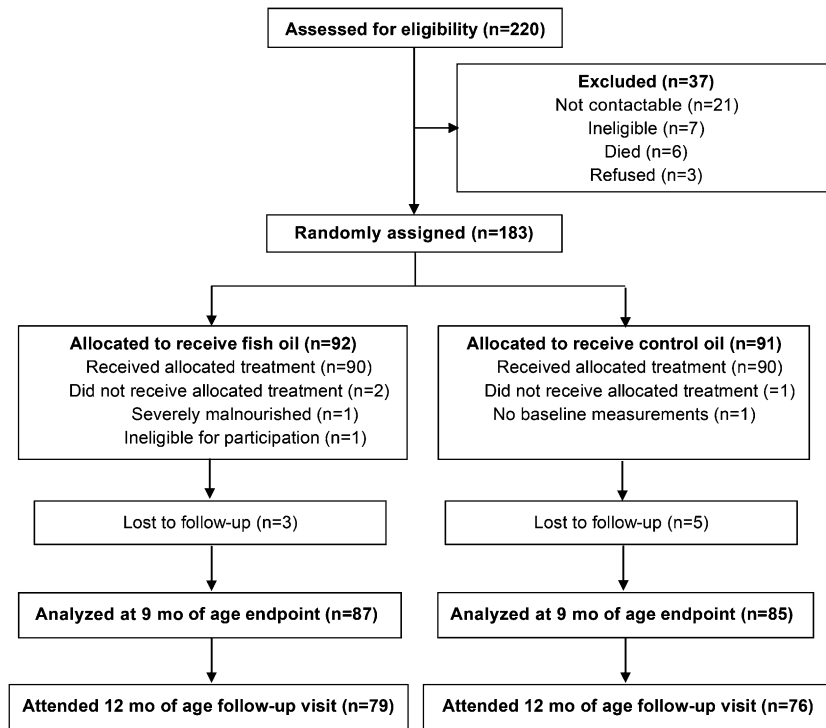 Assessed for eligibility (n=220)
Excluded (n=37)
Not contactable (n=21)
Ineligible (n=7)
Died (n=6)
Refused (n=3)
Randomly assigned (n=183)
Allocated to receive fish oil (n=92)
Received allocated treatment (n=90)
Did not receive allocated treatment (n=2)
Severely malnourished (n=1)
Ineligible for participation (n=1)
Allocated to receive control oil (n=91)
Received allocated treatment (n=90)
Did not receive allocated treatment (=1)
No baseline measurements (n=1)
Lost to follow-up (n=3)
Lost to follow-up (n=5)
Analyzed at 9 mo of age endpoint (n=87)
Analyzed at 9 mo of age endpoint (n=85)
Attended 12 mo of age follow-up visit (n=79)
Attended 12 mo of age follow-up visit (n=76)